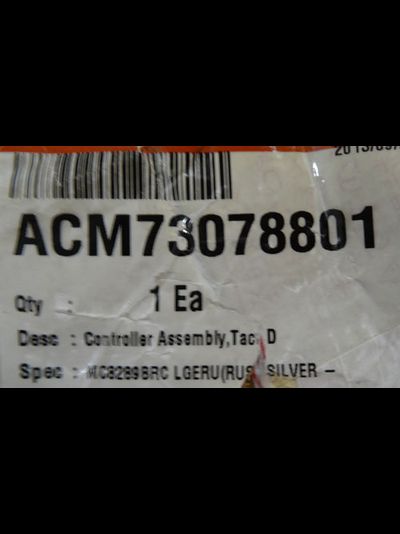 ACM73078801
Qty : 1 Ea
Desc : Controller Assembly,Tac D
Spec : MC8289BRC LGERU(RUS SILVER -